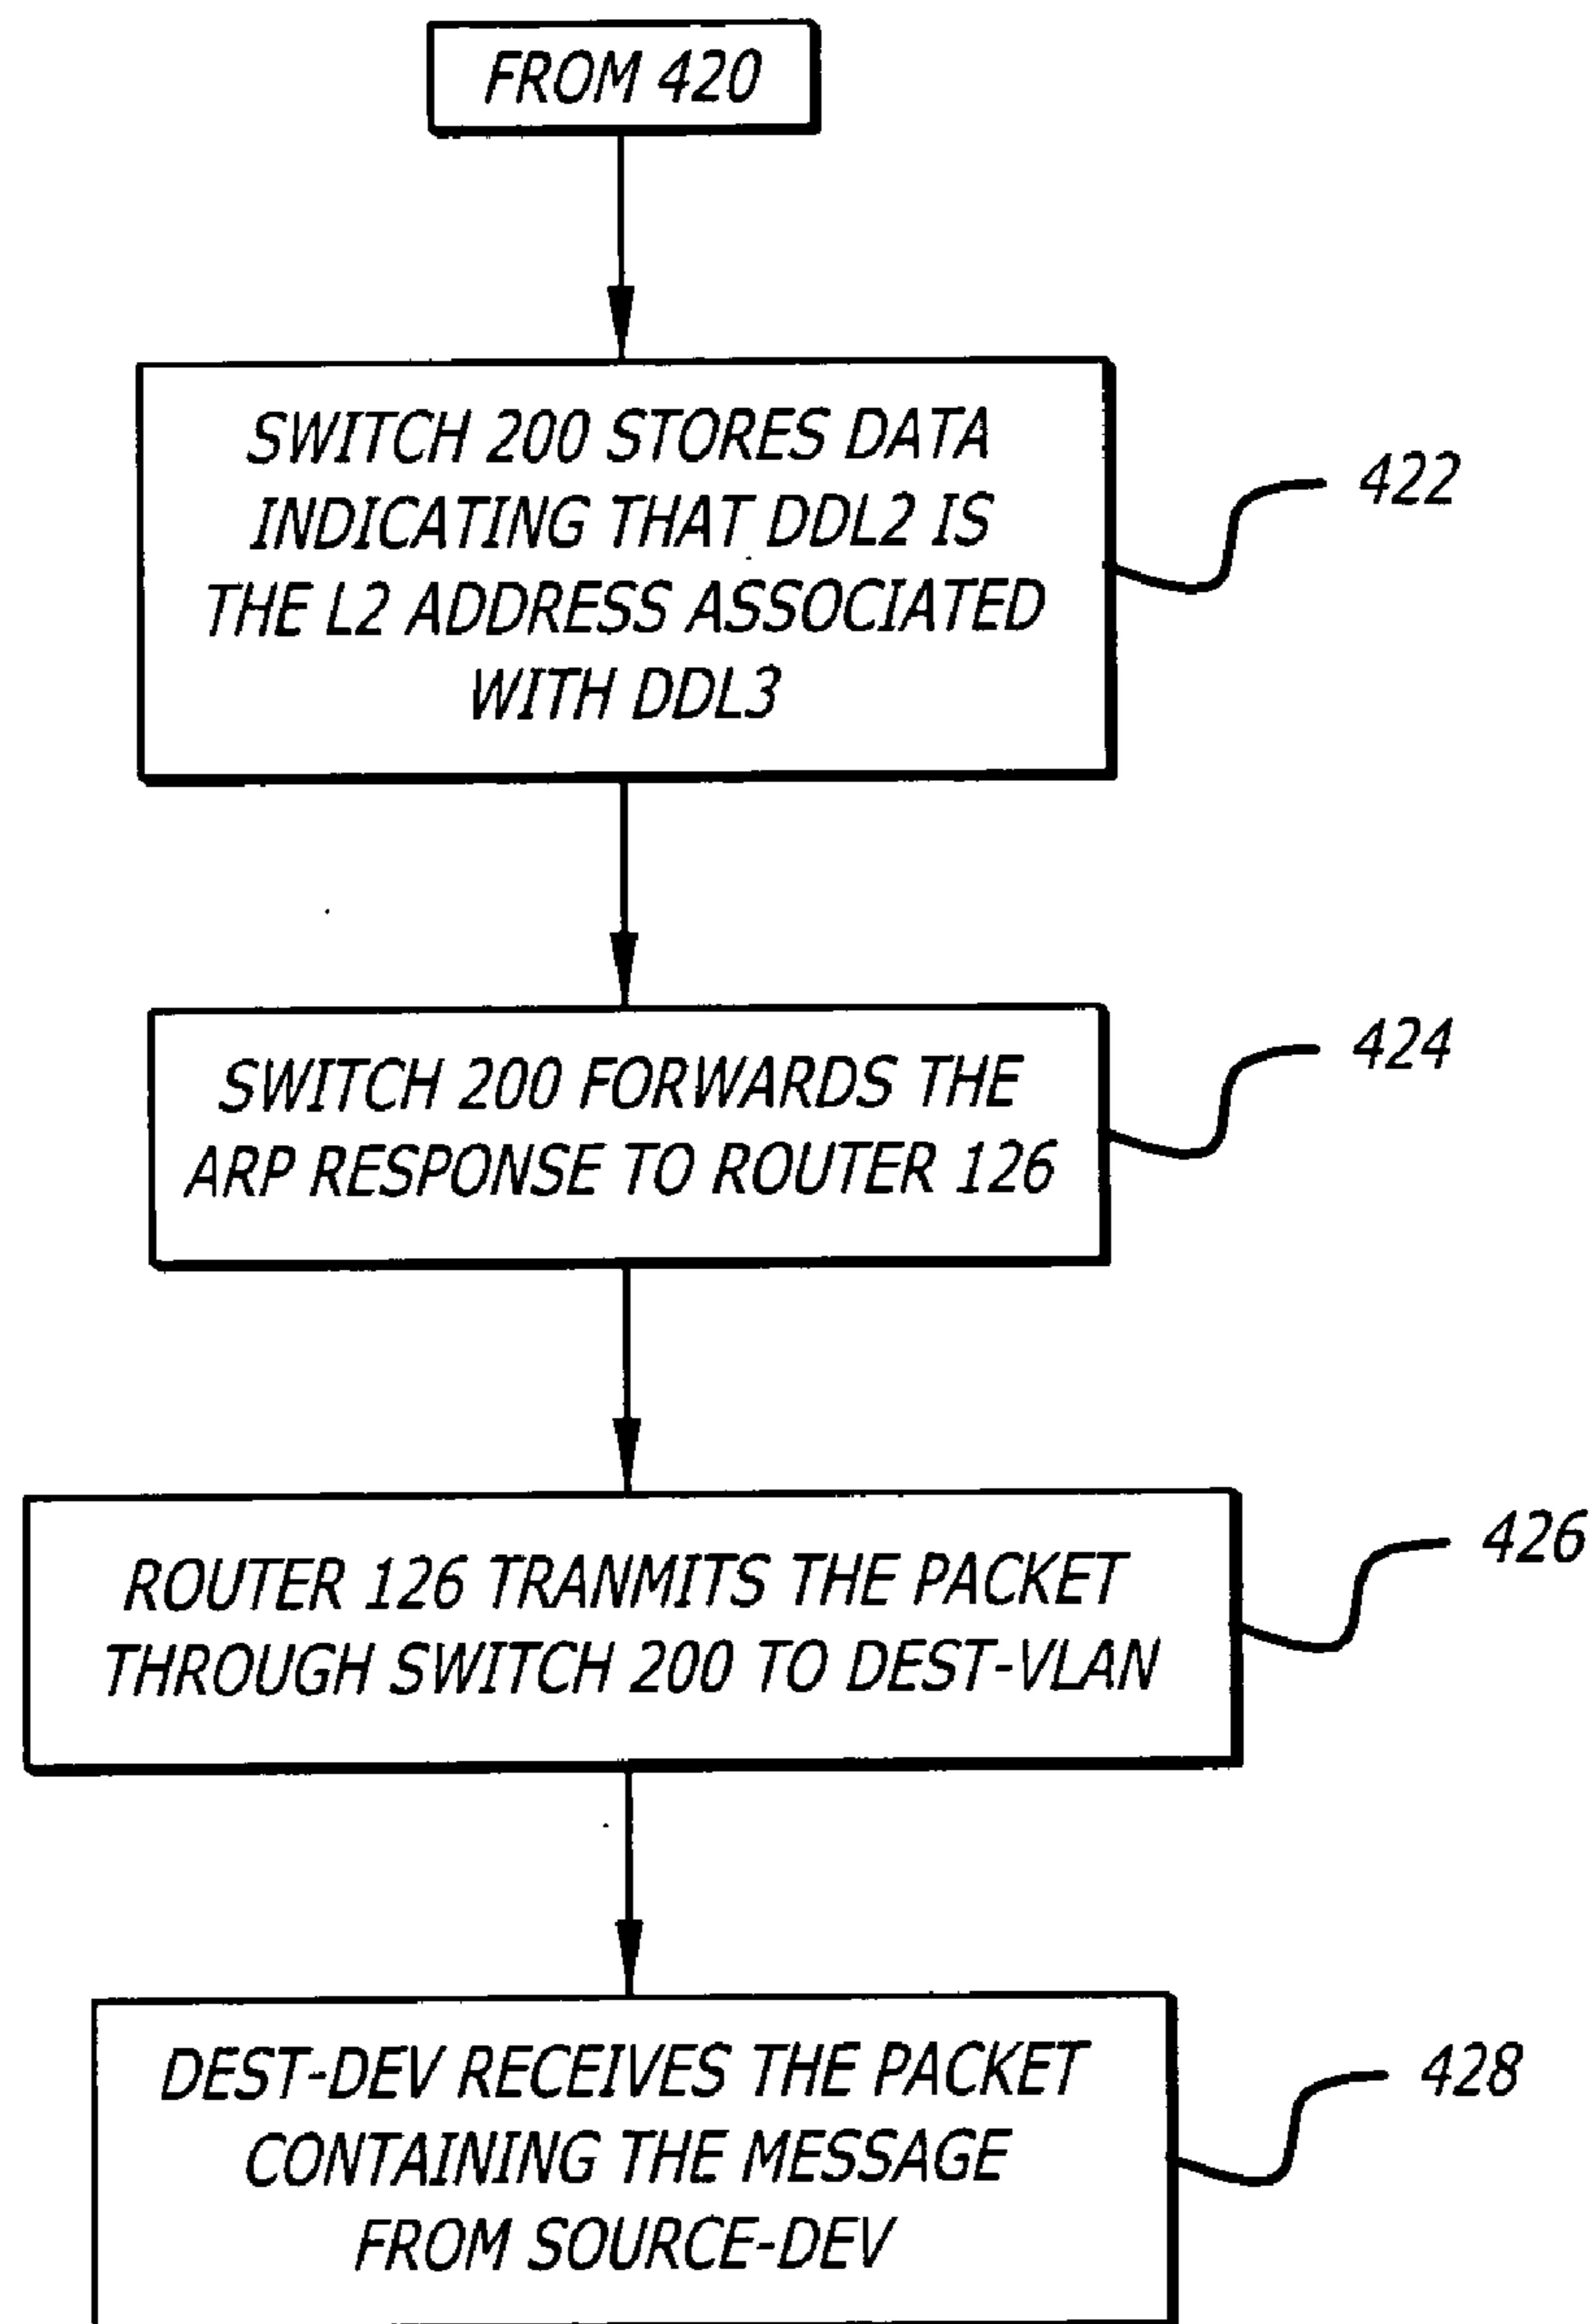 FROM 420
SWITCH 200 STORES DATA
INDICATING THAT DDL2 IS
THE L2 ADDRESS ASSOCIATED
WITH DDL3
422
SWITCH 200 FORWARDS THE
ARP RESPONSE TO ROUTER 126
424
ROUTER 126 TRANMITS THE PACKET
THROUGH SWITCH 200 TO DEST-VLAN
426
DEST-DEV RECEIVES THE PACKET
CONTAINING THE MESSAGE
FROM SOURCE-DEV
428